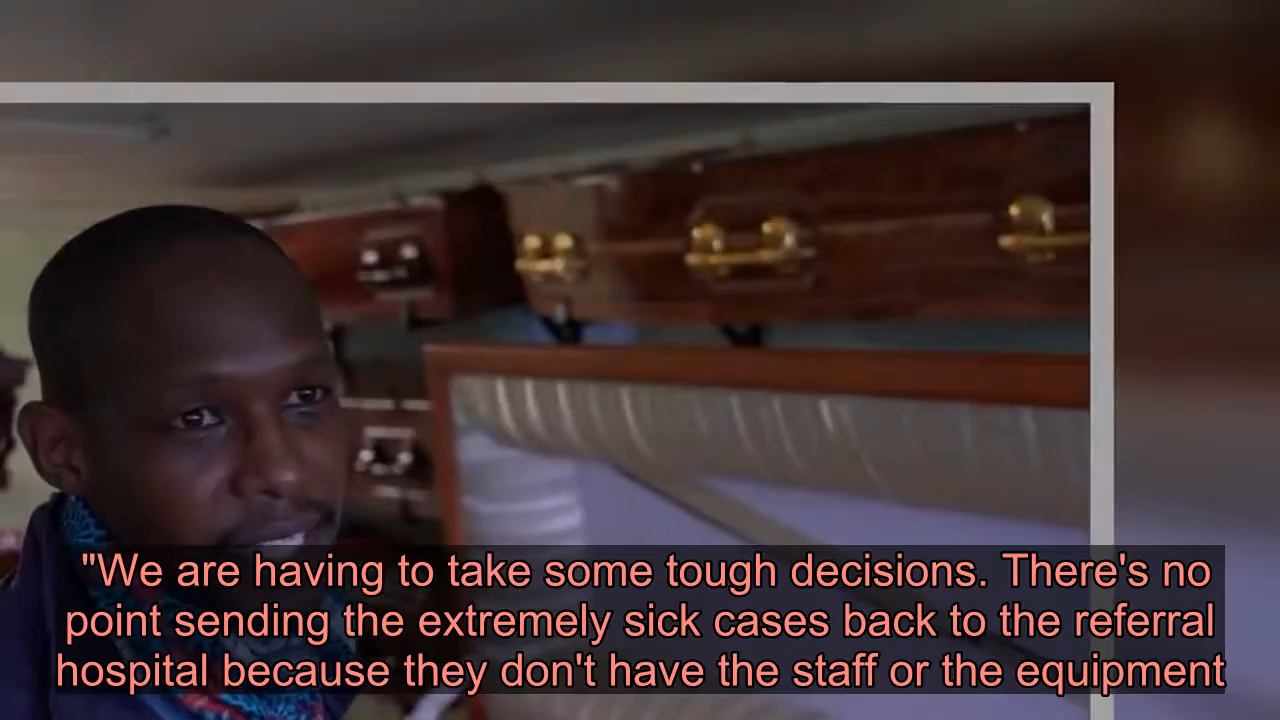 "We are having to take some tough decisions. There's no
point sending the extremely sick cases back to the referral
hospital because they don't have the staff or the equipment